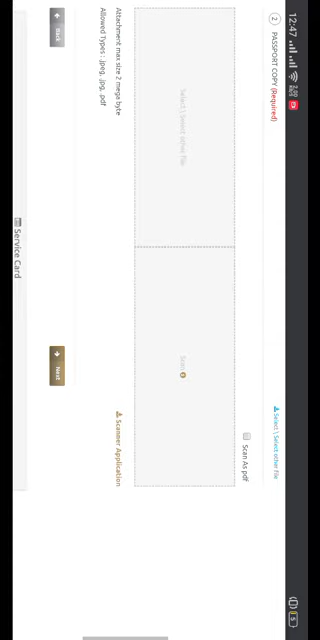 12:47
2 PASSPORT COPY (Required)
Select \ Select other File
Scan As pdf
Select \ Select other File
Scan
Attachment max size 2 mega byte
Scanner Application
Allowed Types : .jpeg, .jpg, .pdf
Back
Next
Service Card